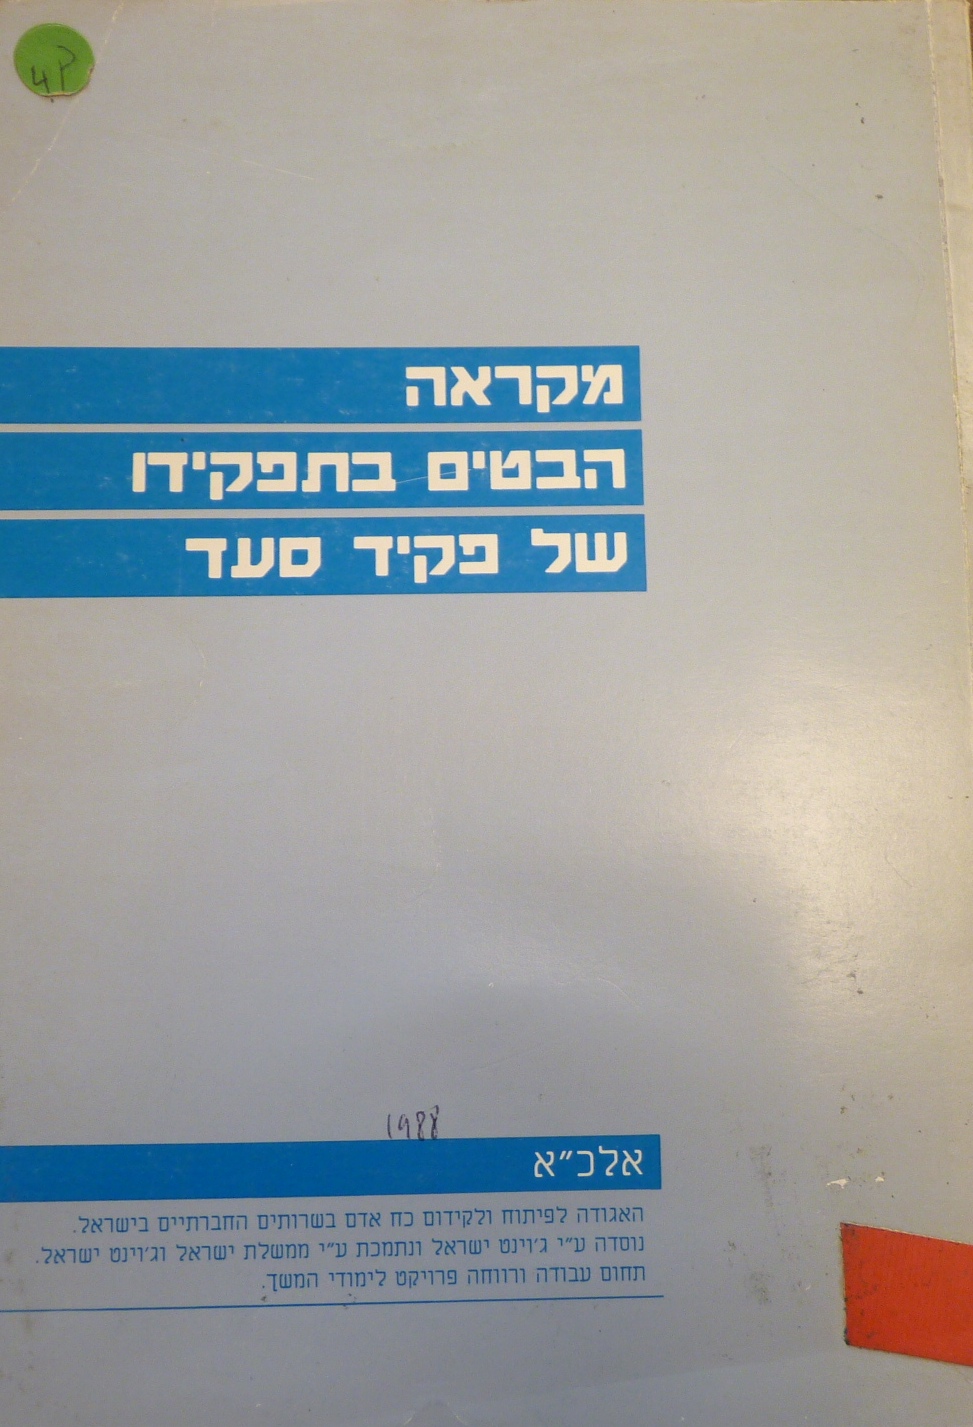 4P
מקראה
הבטים בתפקידו
של פקיד סעד
1988
אלכ״א
האגודה לפיתוח ולקידום כח אדם בשרותים החברתיים בישראל.
נוסדה ע״י ג׳וינט ישראל ונתמכת ע״י ממשלת ישראל וג׳וינט ישראל.
תחום עבודה ורווחה פרויקט לימודי המשך.